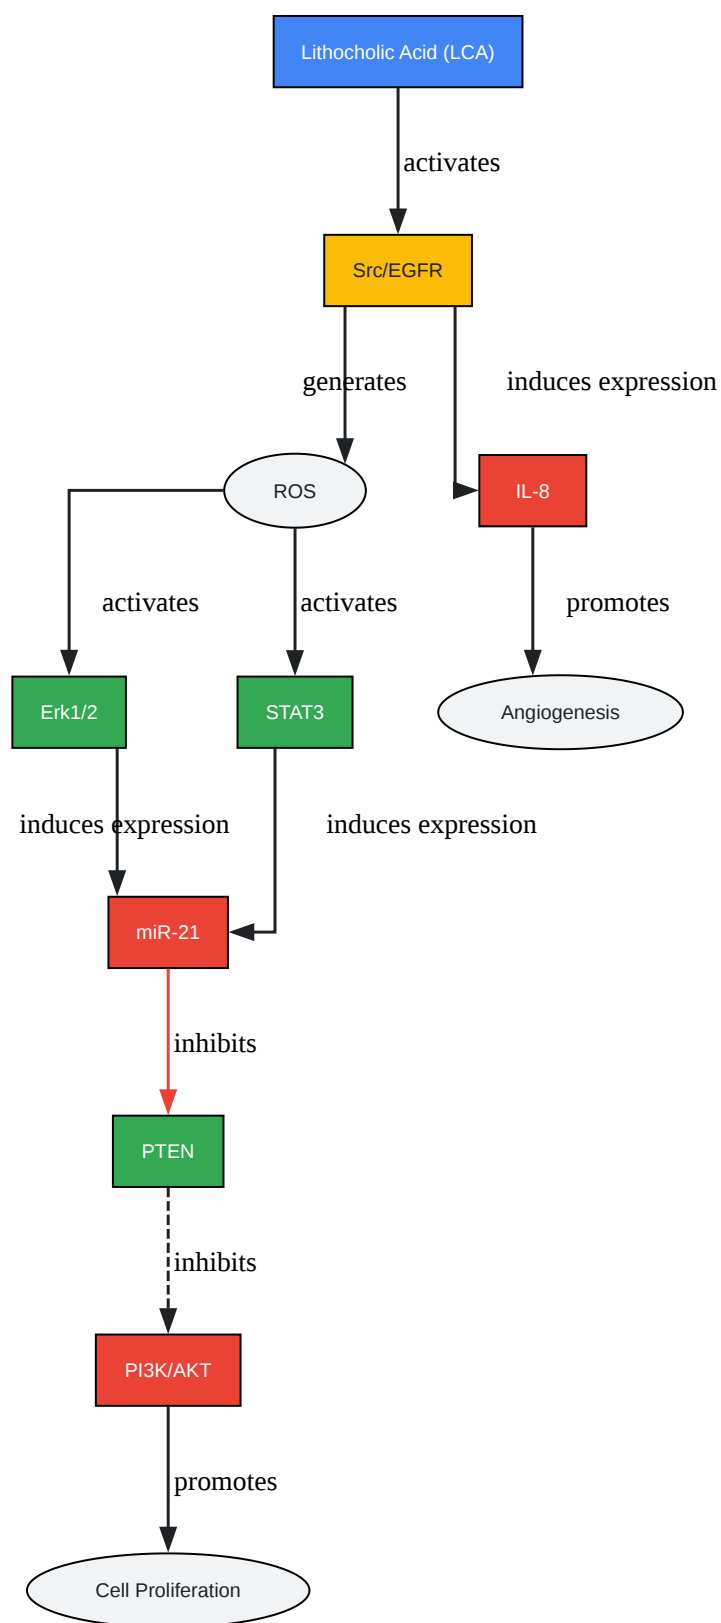 Lithocholic Acid (LCA)
activates
Src/EGFR
generates
induces expression
ROS
IL-8
activates
activates
promotes
Erk1/2
STAT3
Angiogenesis
induces expression
induces expression
miR-21
inhibits
PTEN
inhibits
PI3K/AKT
promotes
Cell Proliferation